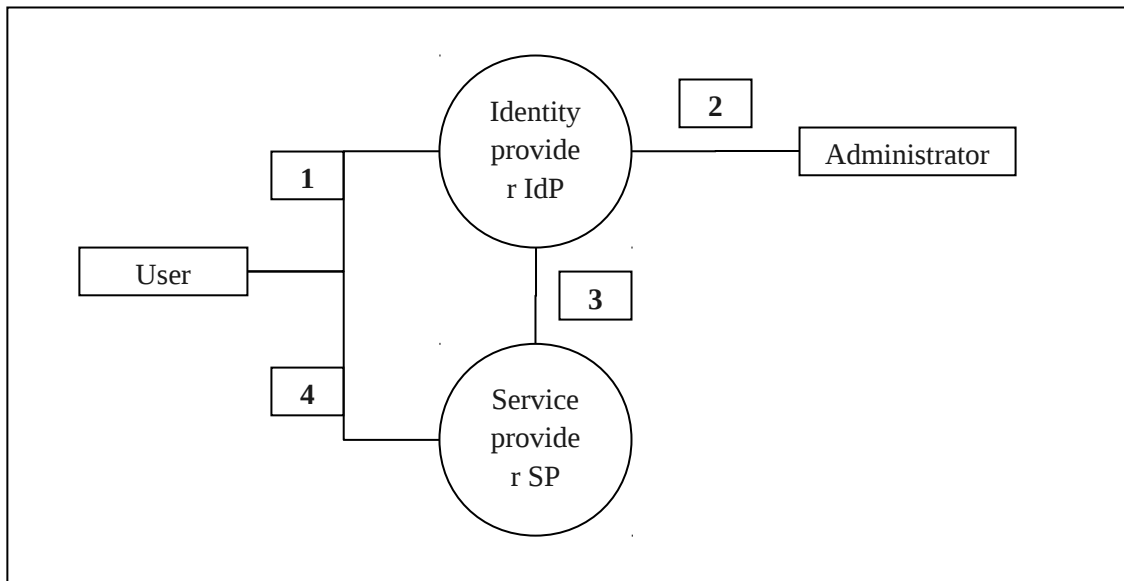 Identity
provide
r IdP
2
Administrator
1
User
3
4
Service
provide
r SP